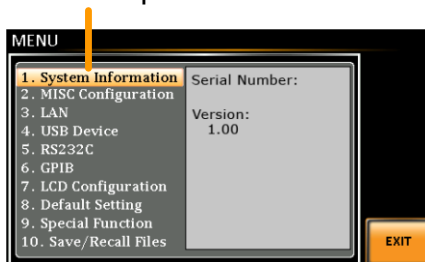 MENU
1. System Information
2. MISC Configuration
3. LAN
4. USB Device
5. RS232C
6. GPIB
7. LCD Configuration
8. Default Setting
9. Special Function
10. Save/Recall Files
Serial Number:
Version:
1.00
EXIT